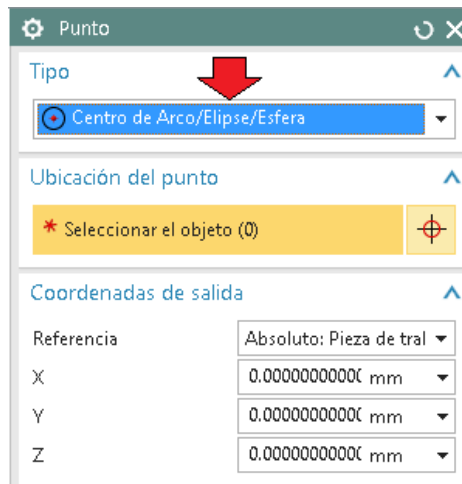 Punto
Tipo
Centro de Arco/Elipse/Esfera
Ubicación del punto
* Seleccionar el objeto (0)
Coordenadas de salida
Referencia Absoluto: Pieza de tral
X 0.0000000000( mm
Y 0.0000000000( mm
Z 0.0000000000( mm